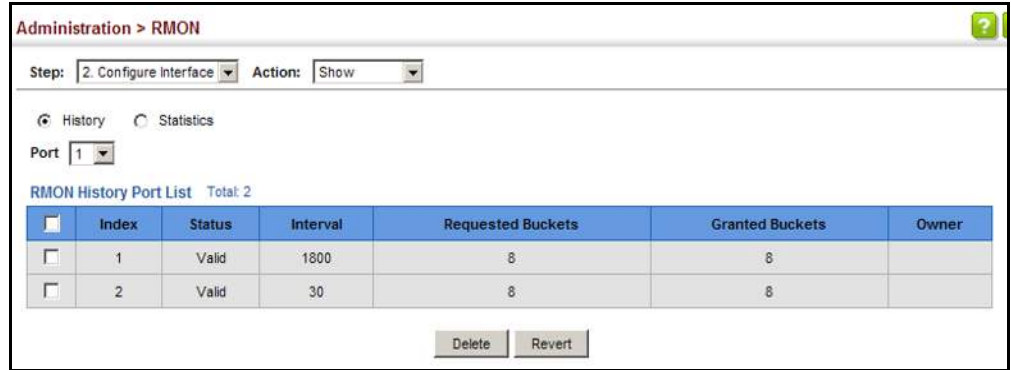 Administration > RMON ?
Step: 2. Configure Interface Action: Show
History Statistics
Port 1
RMON History Port List Total: 2
Index Status Interval Requested Buckets Granted Buckets Owner
1 Valid 1800 8 8
2 Valid 30 8 8
Delete Revert